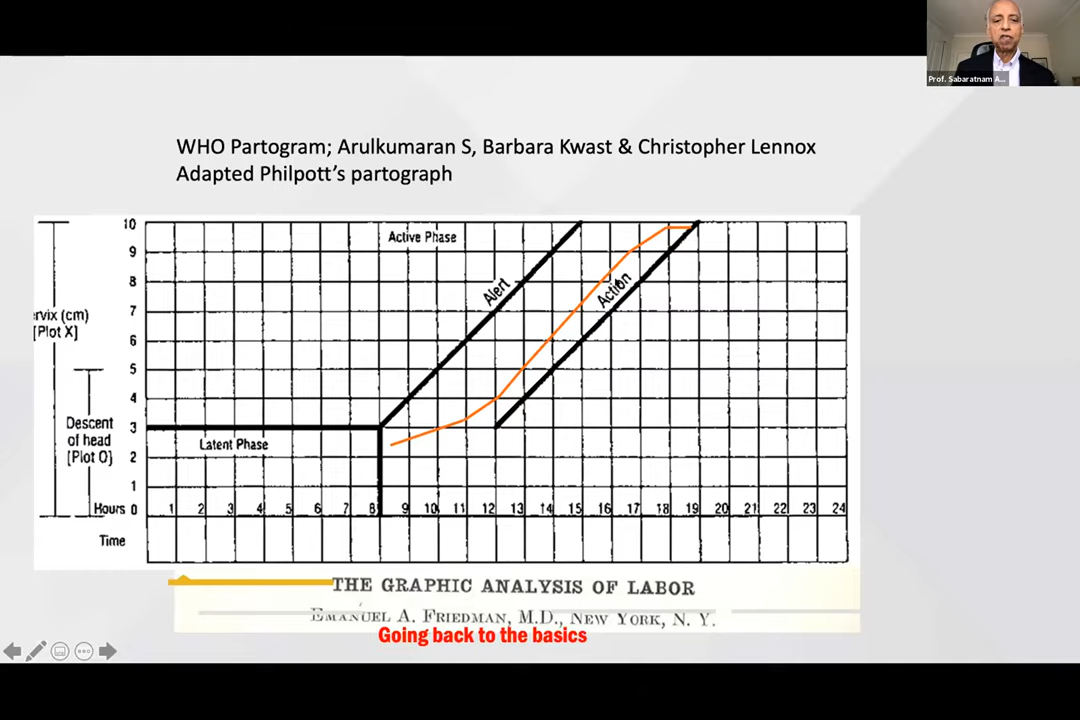 Prof. Sabaratnam A...
WHO Partogram; Arulkumaran S, Barbara Kwast & Christopher Lennox
Adapted Philpott's partograph
10
Active Phase
9
8
Alert
Action
7
rvix (cm)
[Plot X]
6
5
4
3
Descent
of head
[Plot O]
Latent Phase
2
1
Hours 0 1 2 3 4 5 6 7 8 9 10 11 12 13 14 15 16 17 18 19 20 21 22 23 24
Time
THE GRAPHIC ANALYSIS OF LABOR
EMANUEL A. FRIEDMAN, M.D., NEW YORK, N. Y.
Going back to the basics